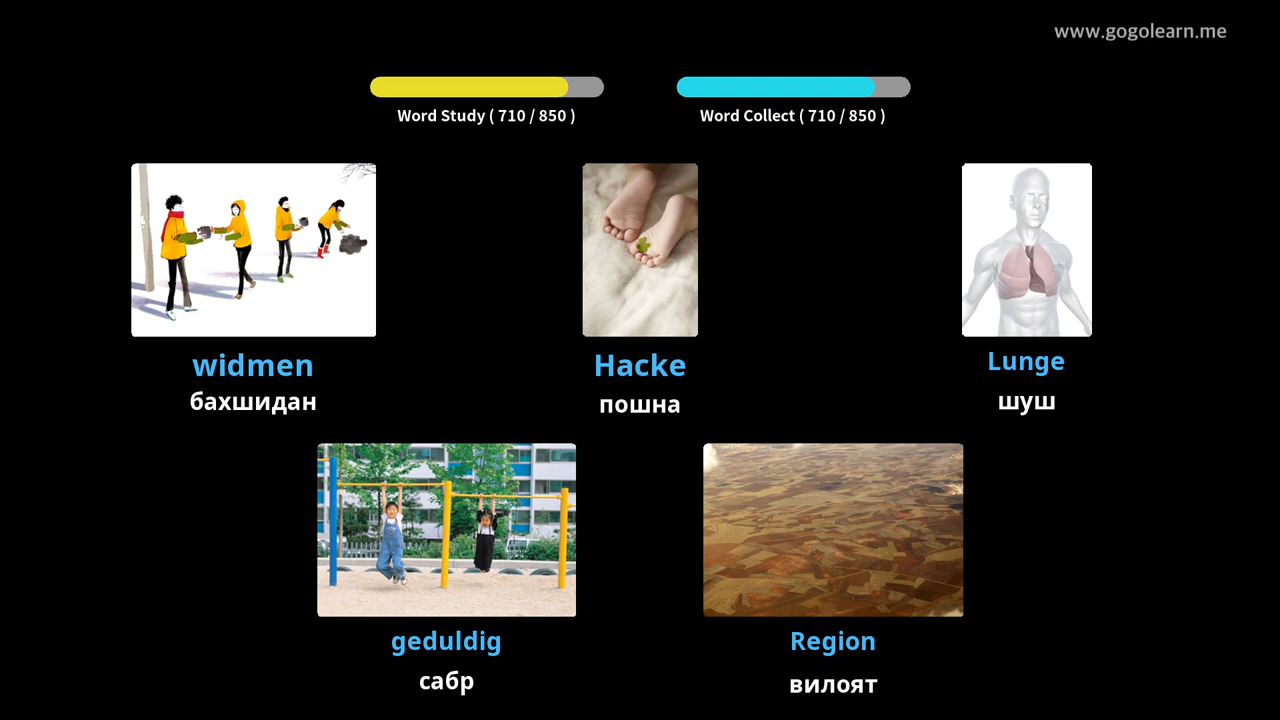 www.gogolearn.me
Word Study ( 710 / 850 )
Word Collect ( 710 / 850 )
widmen
бахшидан
Hacke
пошна
Lunge
шуш
geduldig
сабр
Region
вилоят